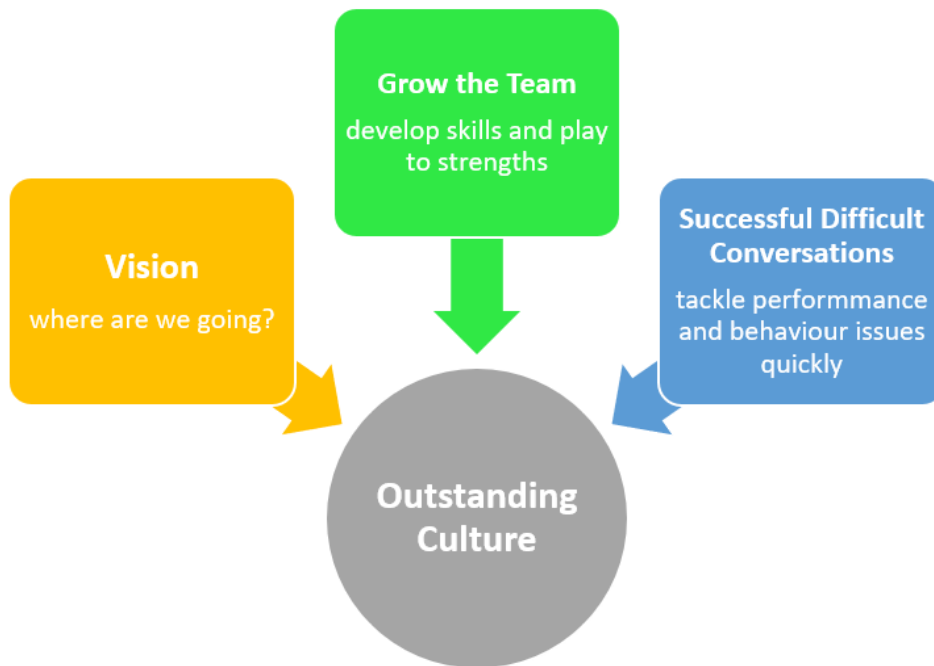 Grow the Team
develop skills and play
to strengths
Vision
where are we going?
Successful Difficult
Conversations
tackle performmance
and behaviour issues
quickly
Outstanding
Culture